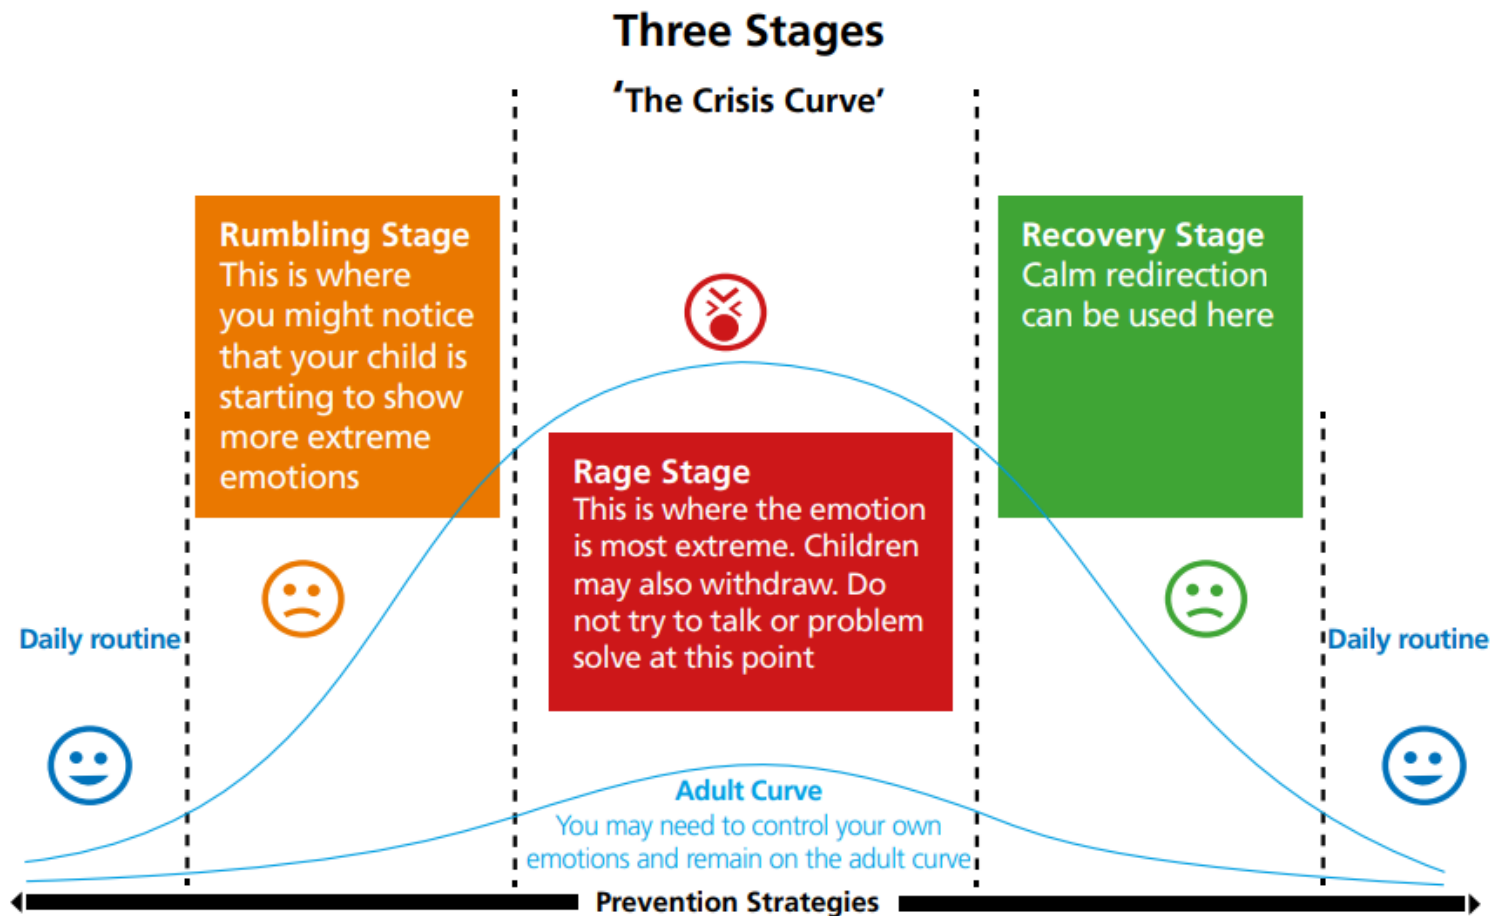 Three Stages
‘The Crisis Curve’
Rumbling Stage
This is where
you might notice
that your child is
starting to show
more extreme
emotions
Recovery Stage
Calm redirection
can be used here
Rage Stage
This is where the emotion
is most extreme. Children
may also withdraw. Do
not try to talk or problem
solve at this point
Daily routine
Daily routine
Adult Curve
You may need to control your own
emotions and remain on the adult curve
Prevention Strategies